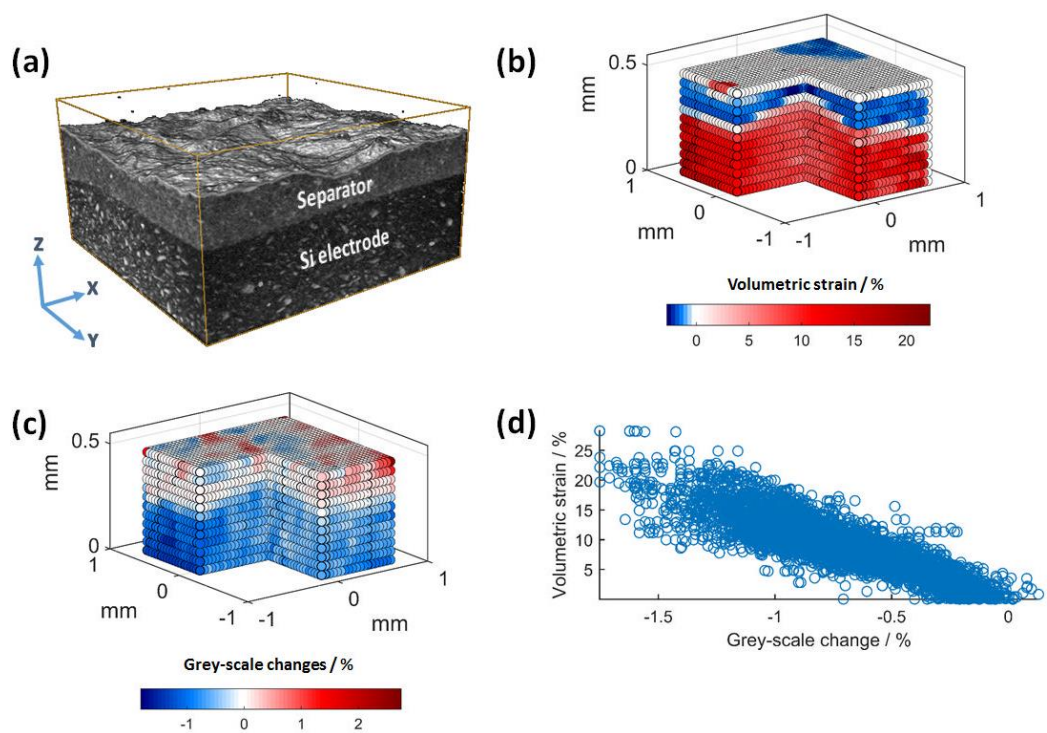 (a)
Separator
Si electrode
Z
X
Y
(b)
0.5
mm
0
1
0
mm
-1
-1
0
mm
1
Volumetric strain / %
0 5 10 15 20
(c)
0.5
mm
0
1
0
mm
-1
-1
0
mm
1
Grey-scale changes / %
-1 0 1 2
(d)
Volumetric strain / %
25
20
15
10
5
-1.5 -1 -0.5 0
Grey-scale change / %